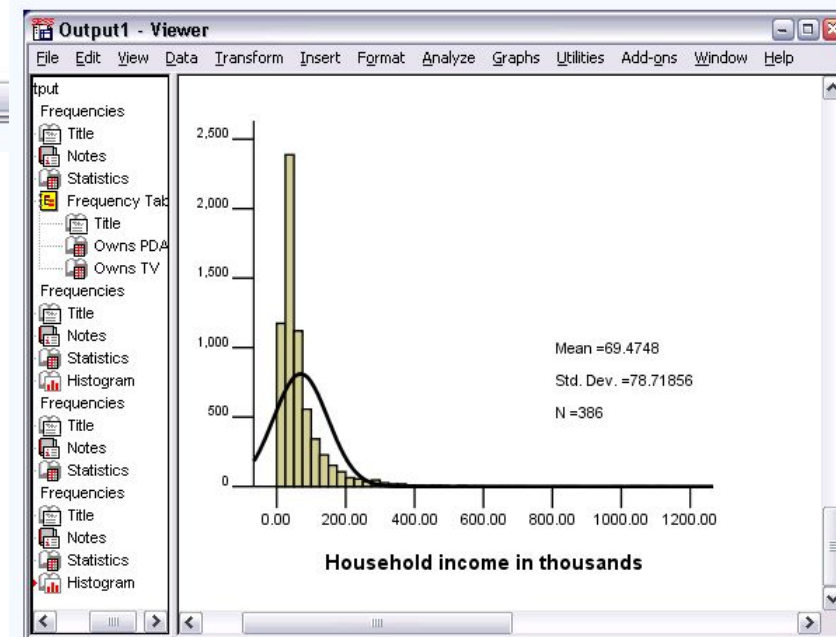 Output1 - Viewer
File Edit View Data Transform Insert Format Analyze Graphs Utilities Add-ons Window Help
tput
Frequencies
Title
Notes
Statistics
Frequency Tab
Title
Owns PDA
Owns TV
Frequencies
Title
Notes
Statistics
Histogram
Frequencies
Title
Notes
Statistics
Frequencies
Title
Notes
Statistics
Histogram
2,500
2,000
1,500
1,000
500
0
Mean =69.4748
Std. Dev. =78.71856
N =386
0.00 200.00 400.00 600.00 800.00 1000.00 1200.00
Household income in thousands